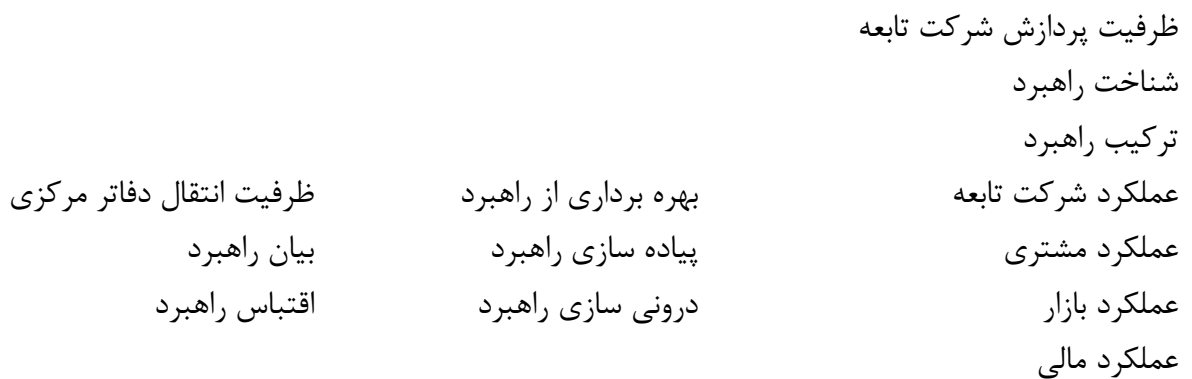 ظرفیت پردازش شرکت تابعه
شناخت راهبرد
ترکیب راهبرد
عملکرد شرکت تابعه بهره برداری از راهبرد ظرفیت انتقال دفاتر مرکزی
عملکرد مشتری پیاده سازی راهبرد بیان راهبرد
عملکرد بازار درونی سازی راهبرد اقتباس راهبرد
عملکرد مالی